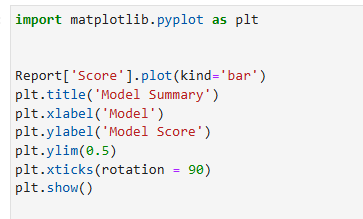 import matplotlib.pyplot as plt
Report['Score'].plot(kind='bar')
plt.title('Model Summary')
plt.xlabel('Model')
plt.ylabel('Model Score')
plt.ylim(0.5)
plt.xticks(rotation = 90)
plt.show()